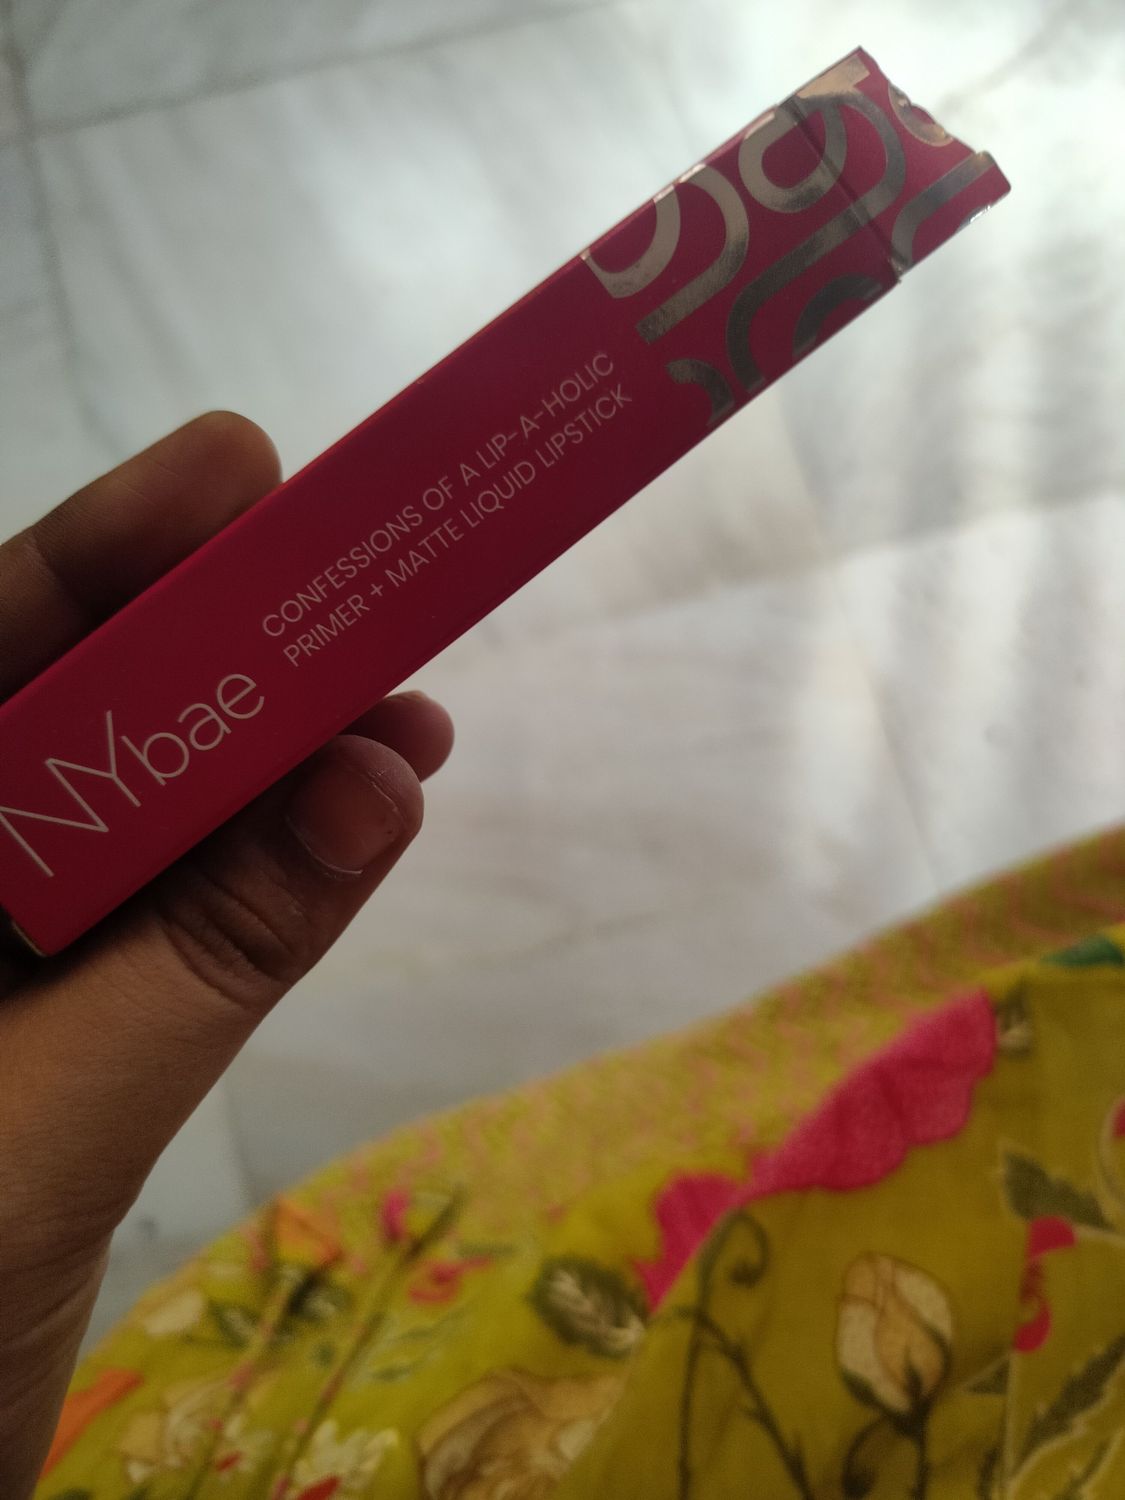 NYbae
CONFESSIONS OF A LIP-A-HOLIC
PRIMER + MATTE LIQUID LIPSTICK